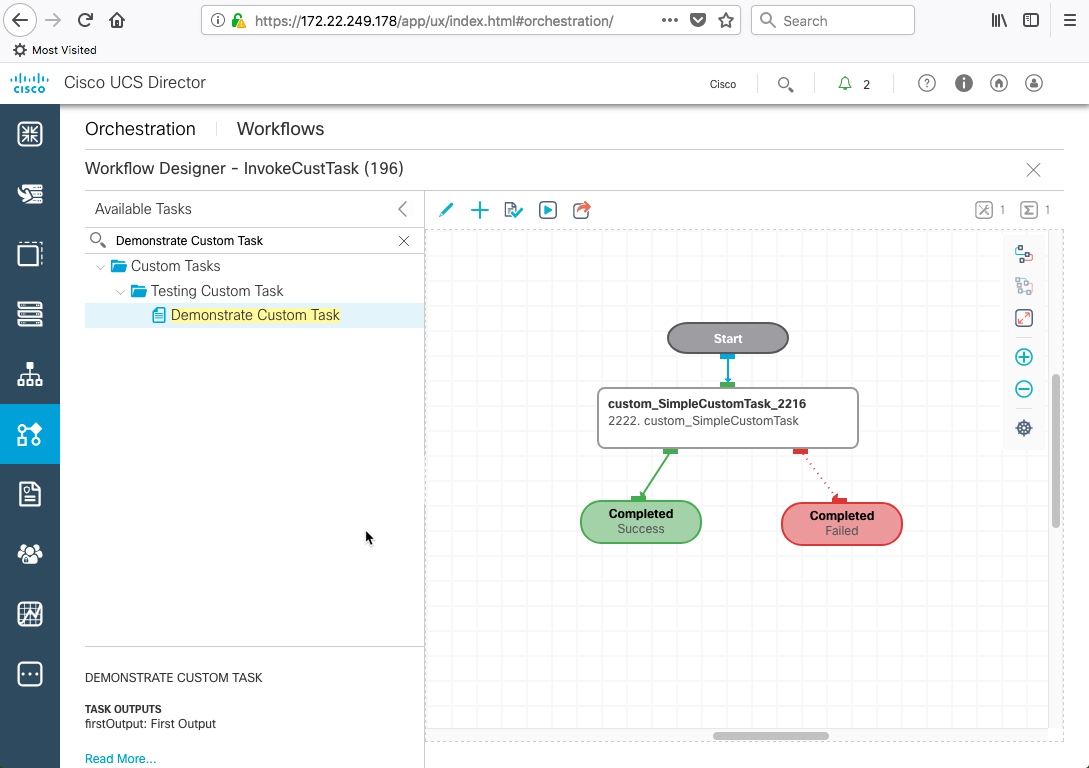 https://172.22.249.178/app/ux/index.html#orchestration/
Search
Most Visited
CISCO
Cisco UCS Director
Cisco
2
Orchestration
Workflows
Workflow Designer - InvokeCustTask (196)
Available Tasks
1
1
Demonstrate Custom Task
Custom Tasks
Testing Custom Task
Demonstrate Custom Task
Start
custom_SimpleCustomTask_2216
2222. custom_SimpleCustomTask
Completed
Success
Completed
Failed
DEMONSTRATE CUSTOM TASK
TASK OUTPUTS
firstOutput: First Output
Read More...